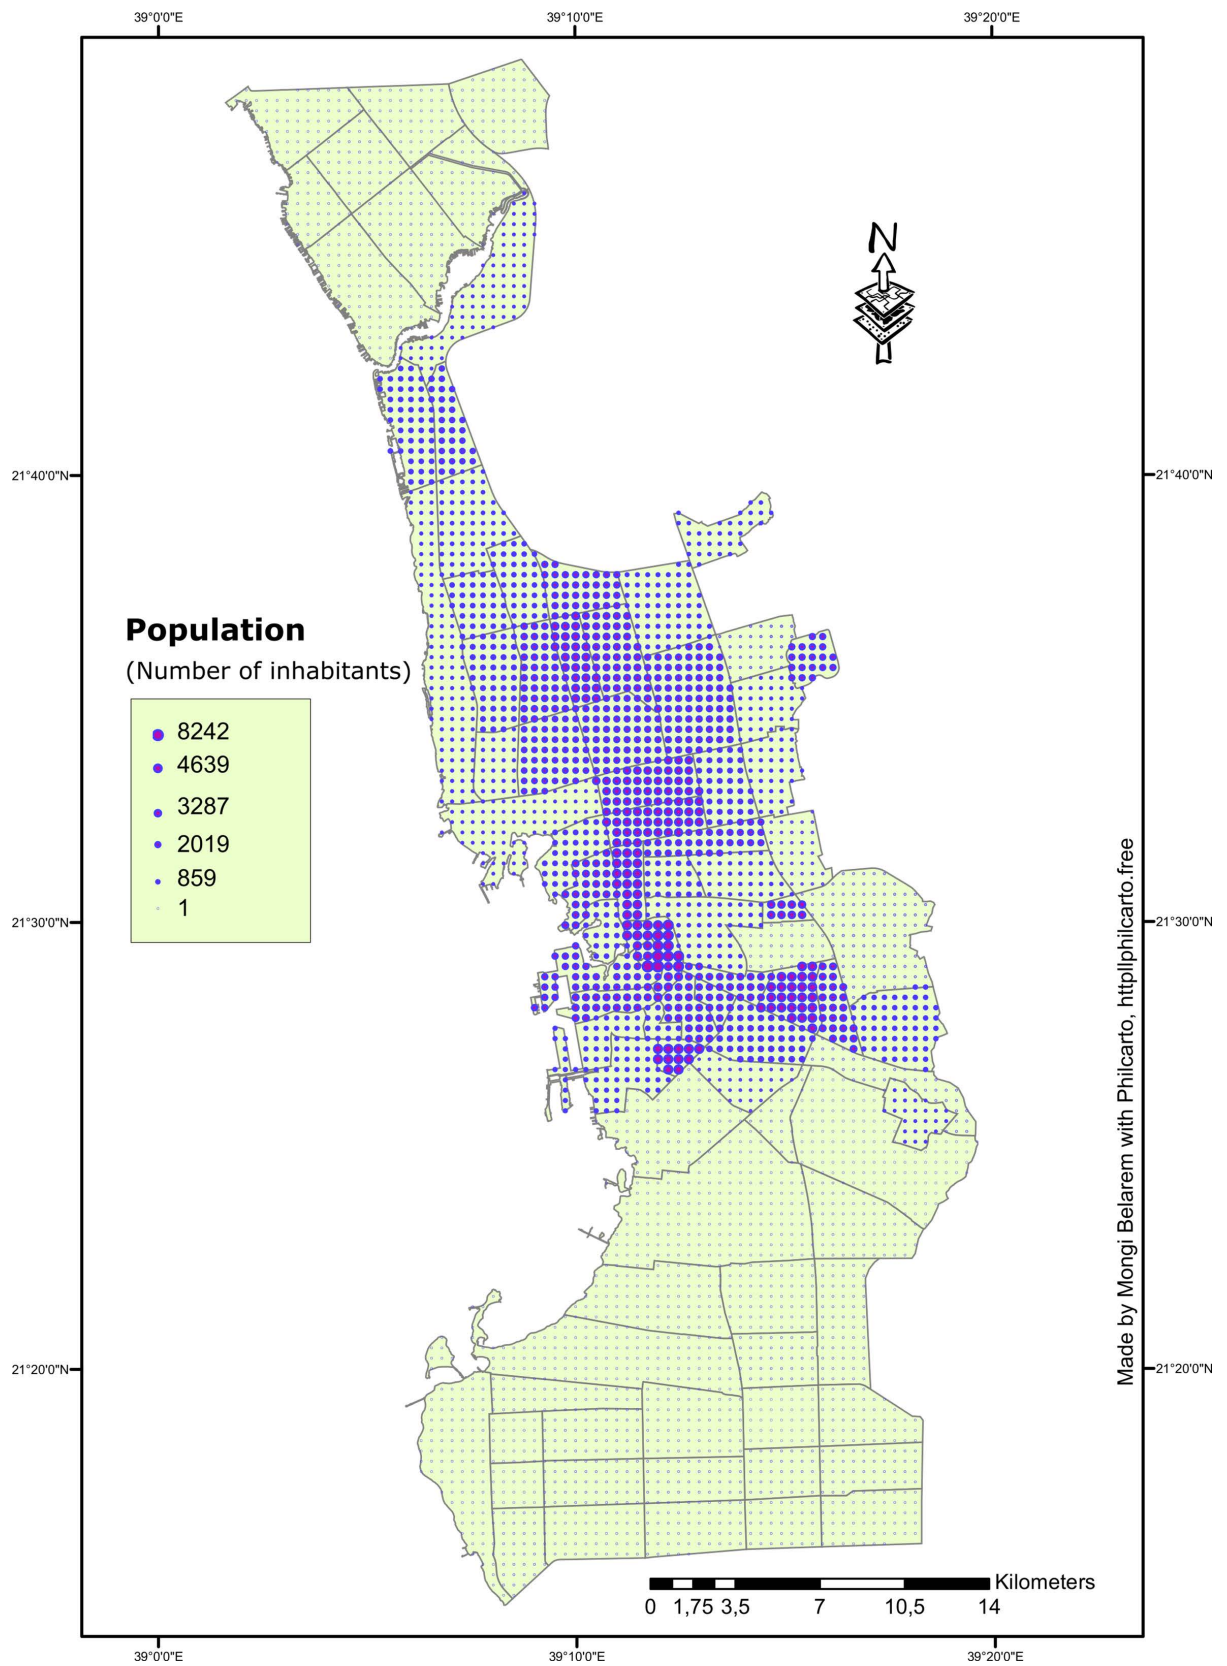 39°0'0"E
39°10'0"E
39°20'0"E
N
21°40'0"N
21°40'0"N
Population
(Number of inhabitants)
8242
4639
3287
2019
859
1
21°30'0"N
21°30'0"N
Made by Mongi Belarem with Philcarto, httpllphilcarto.free
21°20'0"N
21°20'0"N
Kilometers
0 1,75 3,5 7 10,5 14
39°0'0"E
39°10'0"E
39°20'0"E